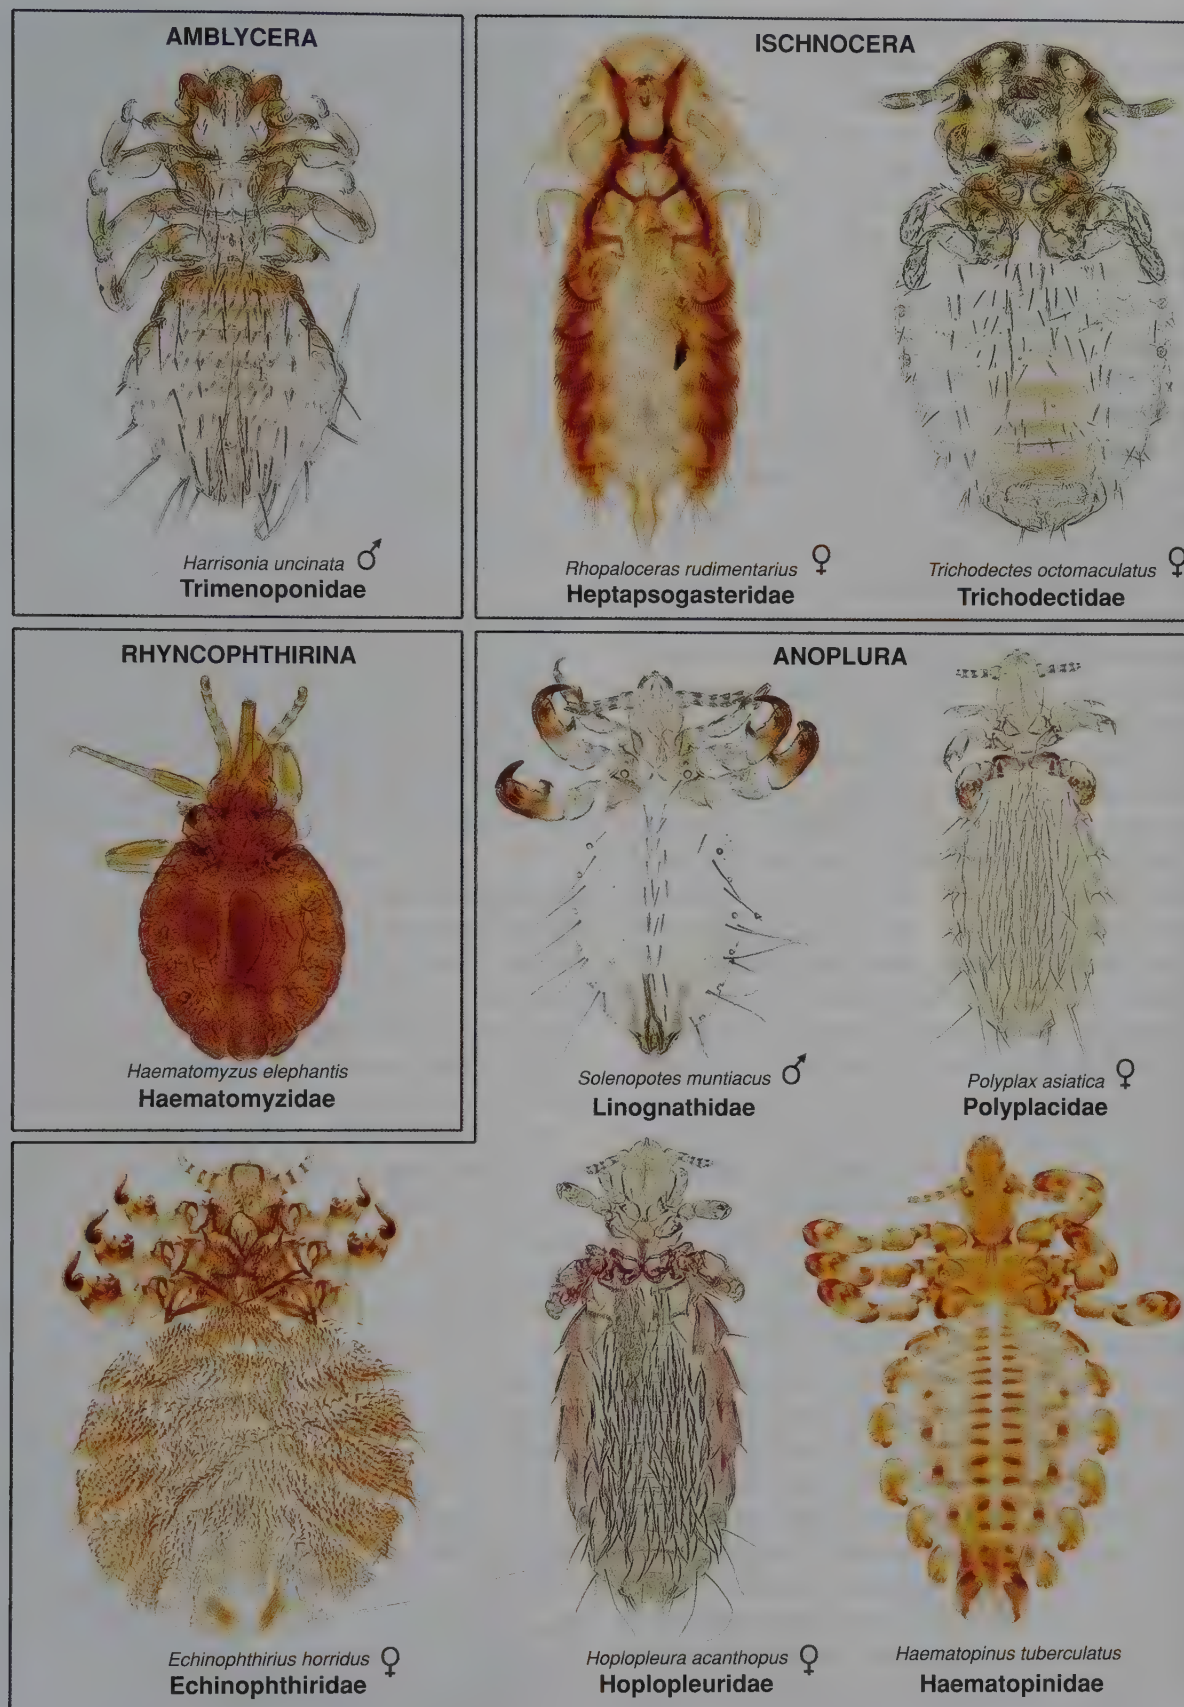 AMBLYCERA
Harrisonia uncinata ♂
Trimenoponidae
ISCHNOCERA
Rhopaloceras rudimentarius ♀
Heptapsogasteridae
Trichodectes octomaculatus ♀
Trichodectidae
RHYNCOPHTHIRINA
Haematomyzus elephantis
Haematomyzidae
ANOPLURA
Solenopotes muntiacus ♂
Linognathidae
Polyplax asiatica ♀
Polyplacidae
Echinophthirius horridus ♀
Echinophthiridae
Hoplopleura acanthopus ♀
Hoplopleuridae
Haematopinus tuberculatus
Haematopinidae